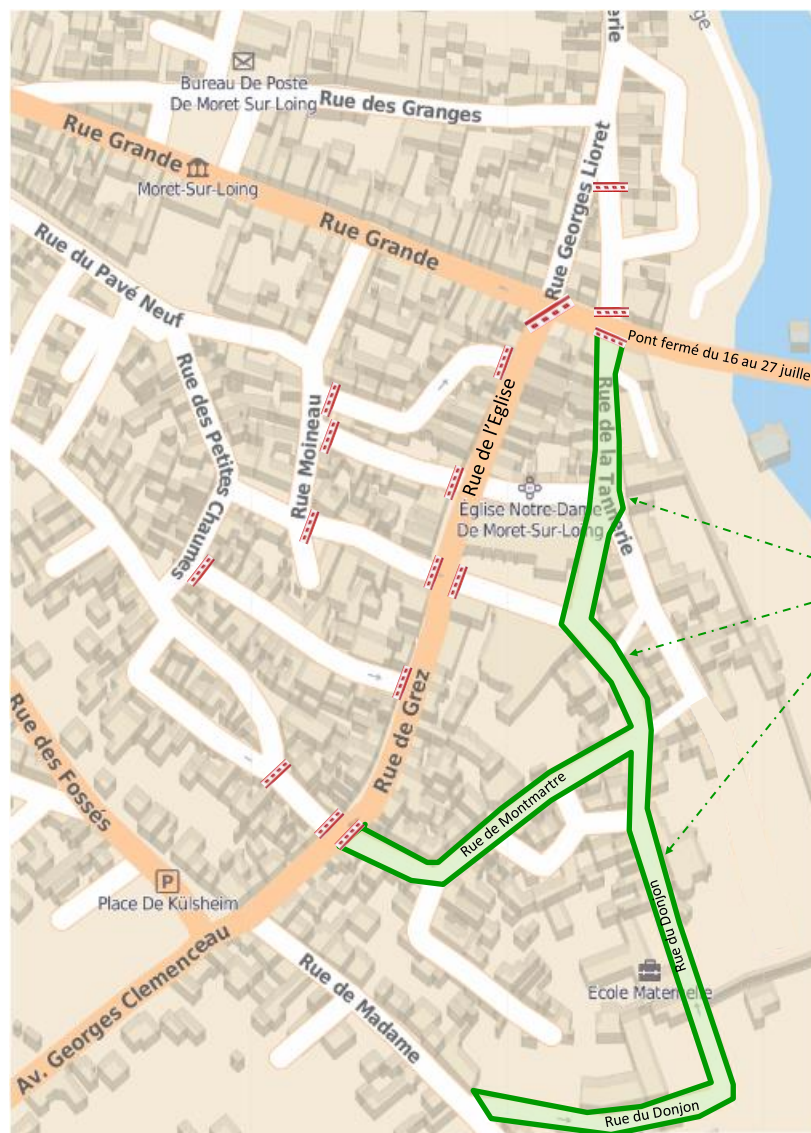 erie
ge
Bureau De Poste
De Moret Sur Loing
Rue des Granges
Rue Grande
Moret-Sur-Loing
Rue Georges Lioret
Rue Grande
Rue du Pavé Neuf
Pont fermé du 16 au 27 juille
Rue des Petites Chaumes
Rue Moineau
Rue de l'Eglise
Rue de la Tannerie
Eglise Notre-Dame
De Moret-Sur-Loing
Rue de Grez
Rue des Fossés
Rue de Montmartre
P
Place De Külsheim
Rue du Donjon
Av. Georges Clemenceau
Rue de Madame
Ecole Maternelle
Rue du Donjon